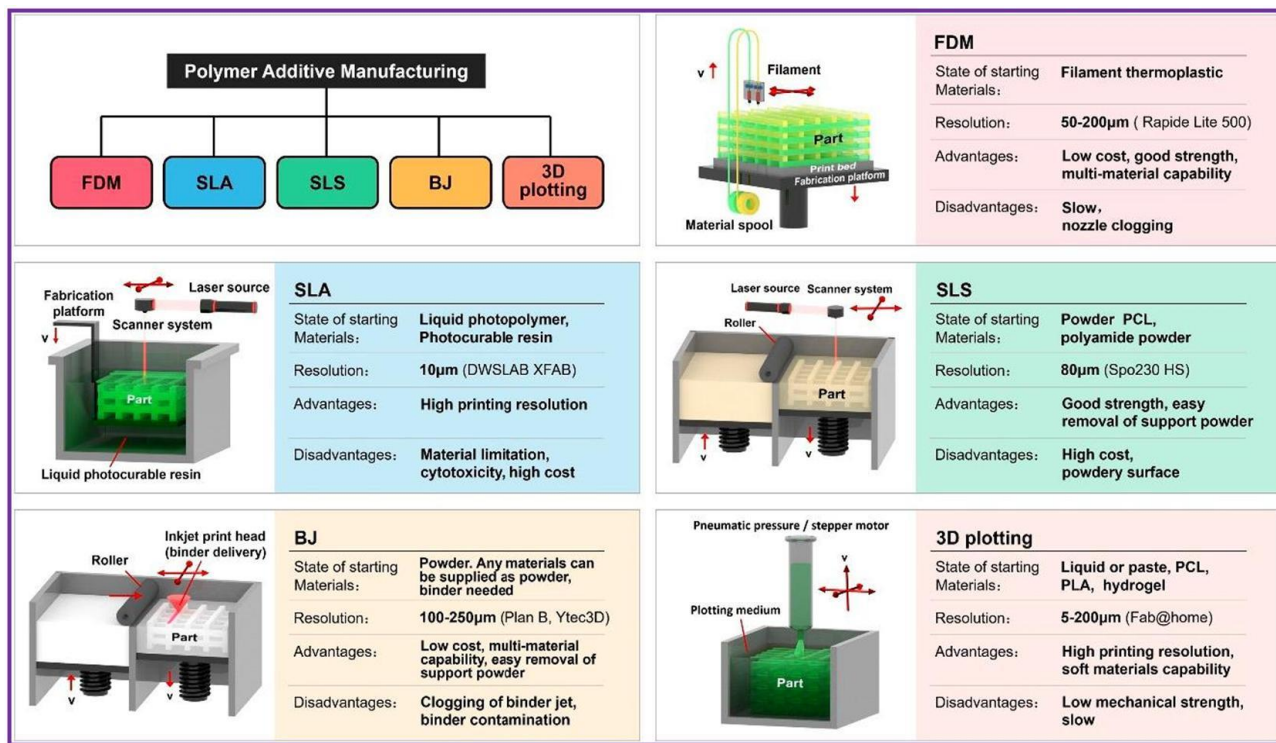 Polymer Additive Manufacturing
FDM
SLA
SLS
BJ
3D
plotting
v
Filament
Part
Print bed
Fabrication platform
Material spool
FDM
State of starting
Materials:
Filament thermoplastic
Resolution:
50-200μm ( Rapide Lite 500)
Advantages:
Low cost, good strength,
multi-material capability
Disadvantages:
Slow,
nozzle clogging
Fabrication
platform
v
Laser source
Scanner system
Part
Liquid photocurable resin
SLA
State of starting
Materials:
Liquid photopolymer,
Photocurable resin
Resolution:
10μm (DWSLAB XFAB)
Advantages:
High printing resolution
Disadvantages:
Material limitation,
cytotoxicity, high cost
Laser source
Scanner system
Roller
Part
v
v
SLS
State of starting
Materials:
Powder PCL,
polyamide powder
Resolution:
80μm (Spo230 HS)
Advantages:
Good strength, easy
removal of support powder
Disadvantages:
High cost,
powdery surface
Inkjet print head
(binder delivery)
Roller
Part
v
v
BJ
State of starting
Materials:
Powder. Any materials can
be supplied as powder,
binder needed
Resolution:
100-250μm (Plan B, Ytec3D)
Advantages:
Low cost, multi-material
capability, easy removal of
support powder
Disadvantages:
Clogging of binder jet,
binder contamination
Pneumatic pressure / stepper motor
v
Plotting medium
Part
3D plotting
State of starting
Materials:
Liquid or paste, PCL,
PLA, hydrogel
Resolution:
5-200μm (Fab@home)
Advantages:
High printing resolution,
soft materials capability
Disadvantages:
Low mechanical strength,
slow